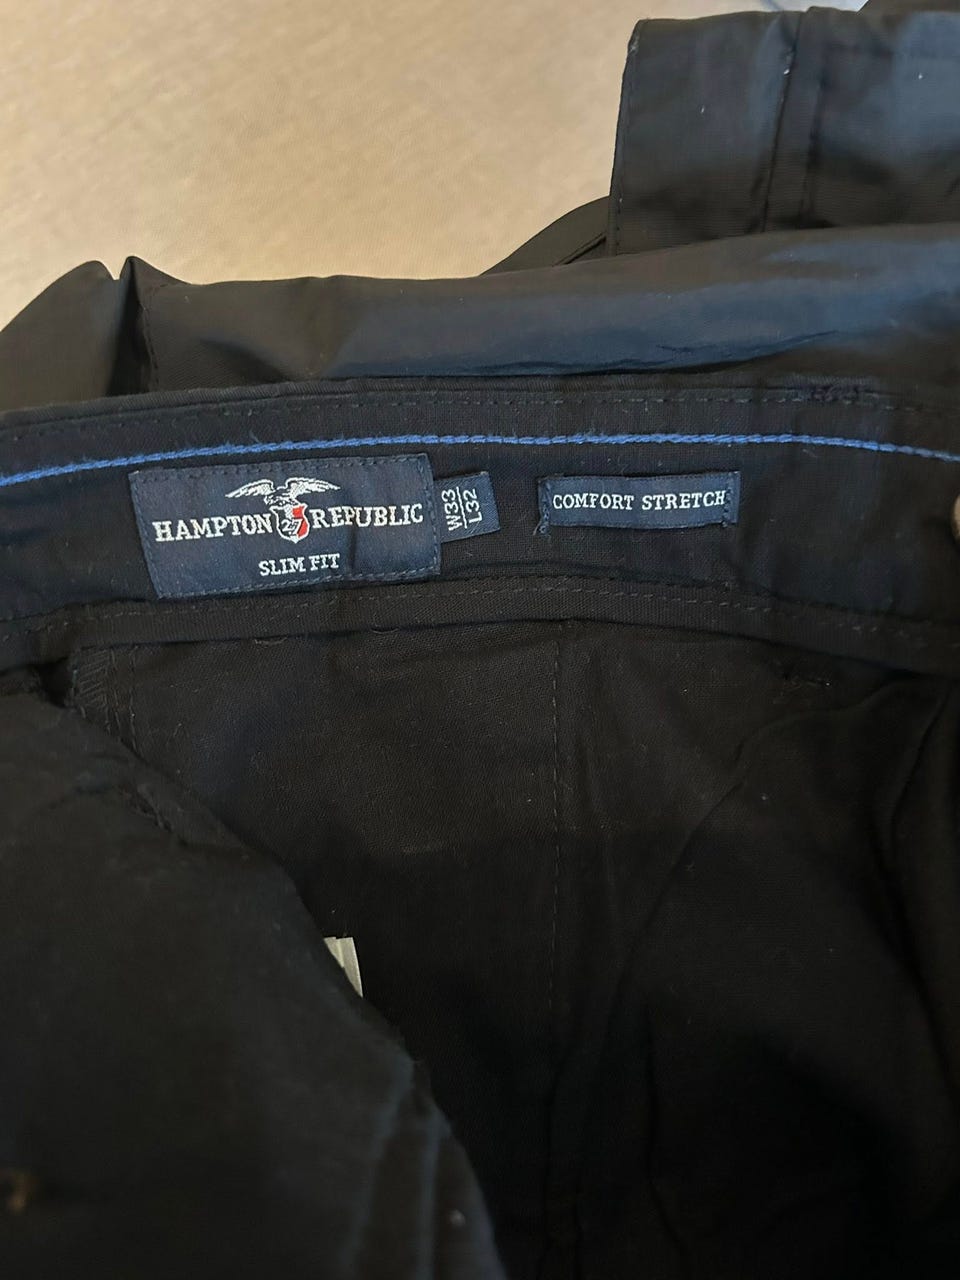 HAMPTON 27 REPUBLIC
SLIM FIT
W33
L32
COMFORT STRETCH